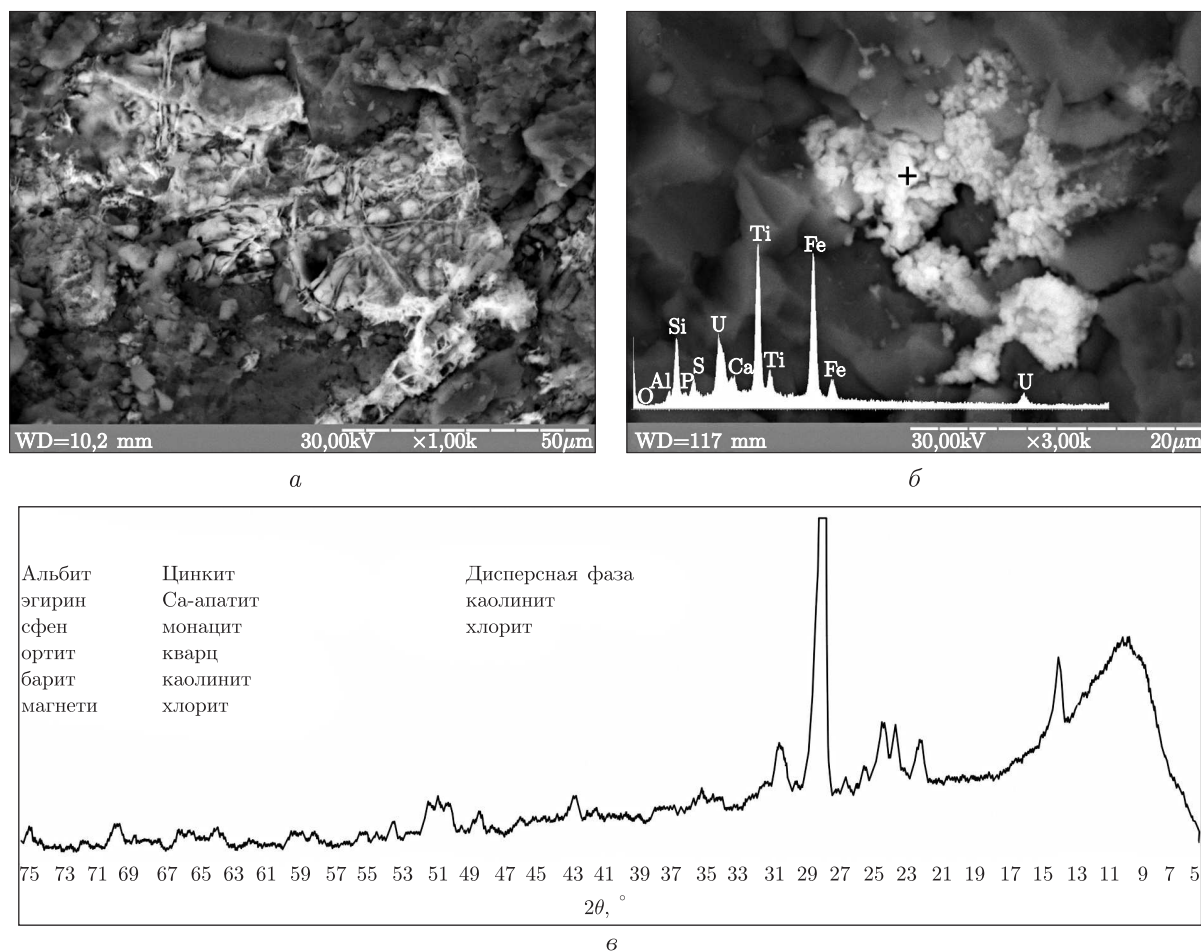 WD=10,2 mm 30,00kV ×1,00k 50μm
а
Ti
Fe
Si
U
Ca
Ti
S
Al
P
O
Fe
U
WD=117 mm 30,00kV ×3,00k 20μm
б
Альбит Цинкит Дисперсная фаза
эгирин Ca-апатит каолинит
сфен монацит хлорит
ортит кварц
барит каолинит
магнети хлорит
75 73 71 69 67 65 63 61 59 57 55 53 51 49 47 45 43 41 39 37 35 33 31 29 27 25 23 21 19 17 15 13 11 9 7 5
2θ, °
в